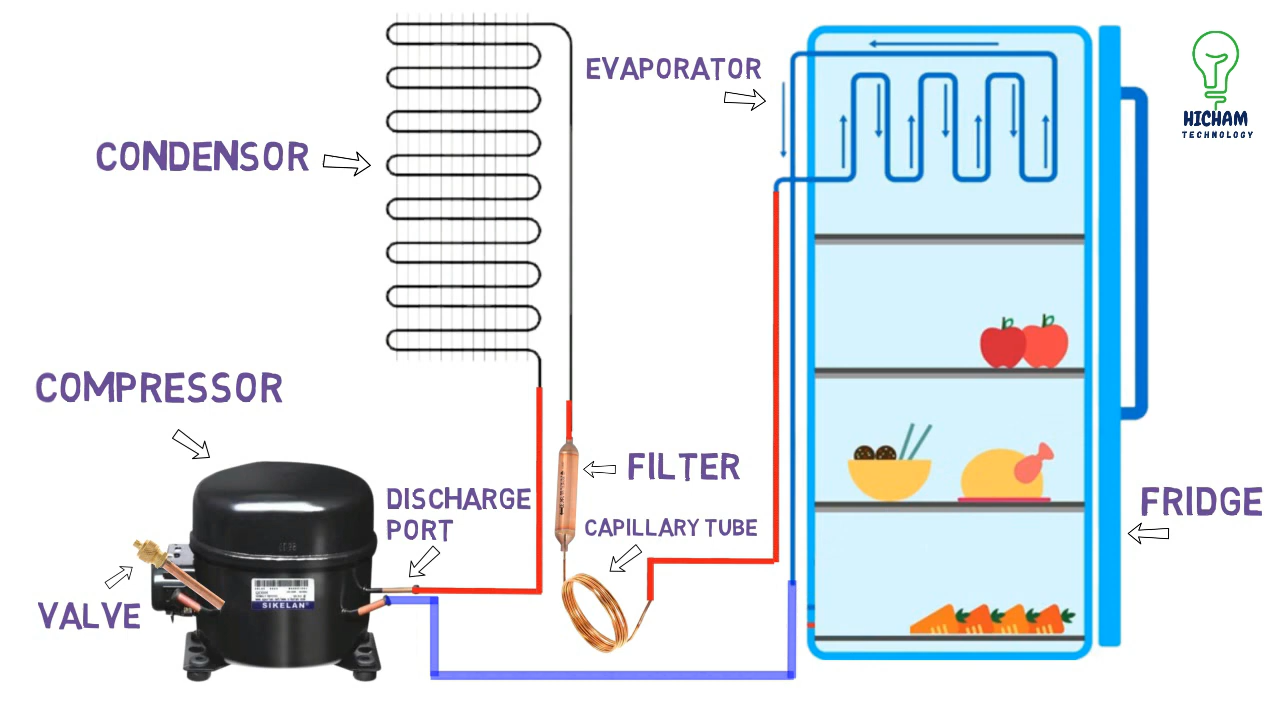 EVAPORATOR
HICHAM
TECHNOLOGY
CONDENSOR
COMPRESSOR
FILTER
DISCHARGE
PORT
CAPILLARY TUBE
FRIDGE
VALVE
SIKELAN